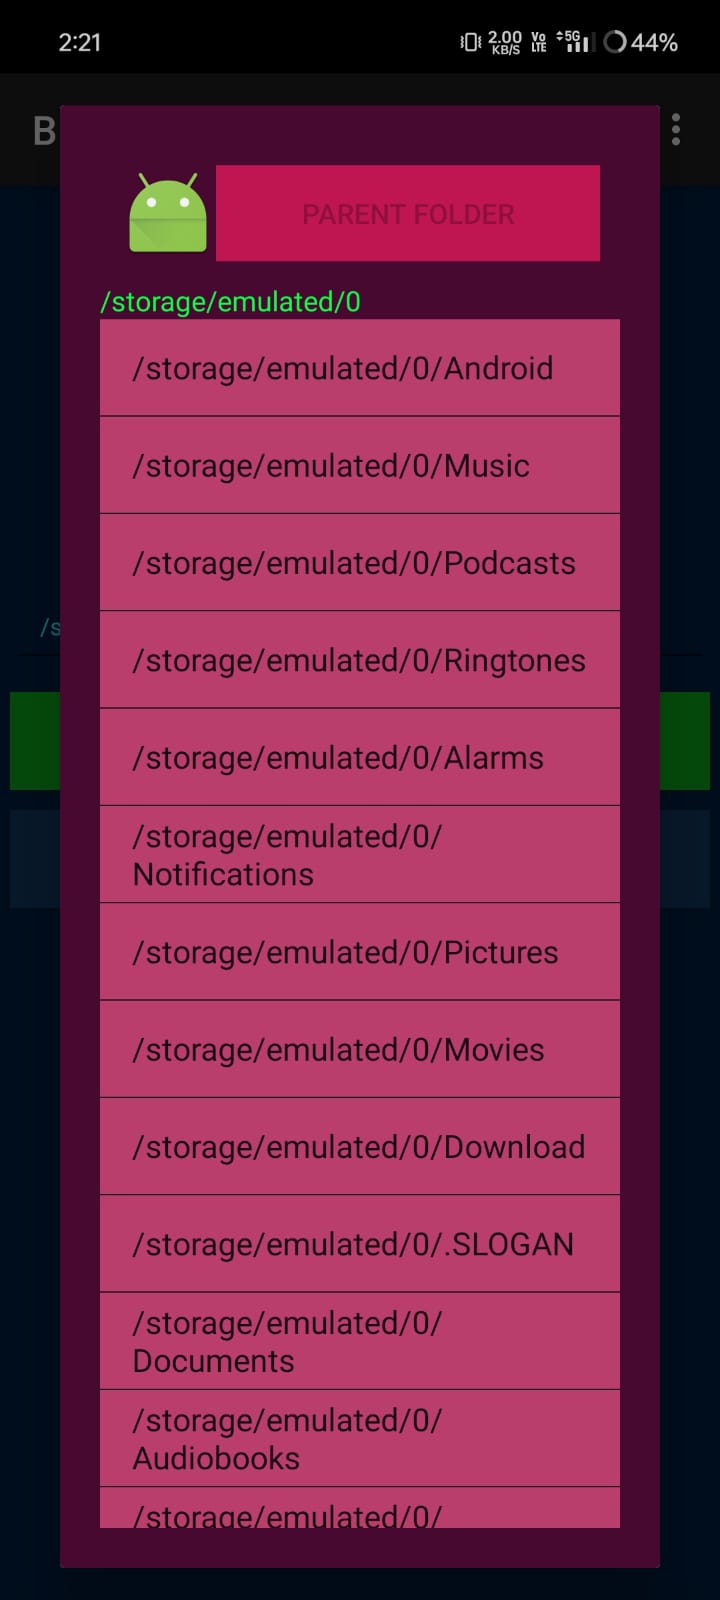 2:21
2.00 KB/S
Vo LTE
5G
44%
B
PARENT FOLDER
/storage/emulated/0
/storage/emulated/0/Android
/storage/emulated/0/Music
/storage/emulated/0/Podcasts
/storage/emulated/0/Ringtones
/s
/storage/emulated/0/Alarms
/storage/emulated/0/
Notifications
/storage/emulated/0/Pictures
/storage/emulated/0/Movies
/storage/emulated/0/Download
/storage/emulated/0/.SLOGAN
/storage/emulated/0/
Documents
/storage/emulated/0/
Audiobooks
/storage/emulated/0/